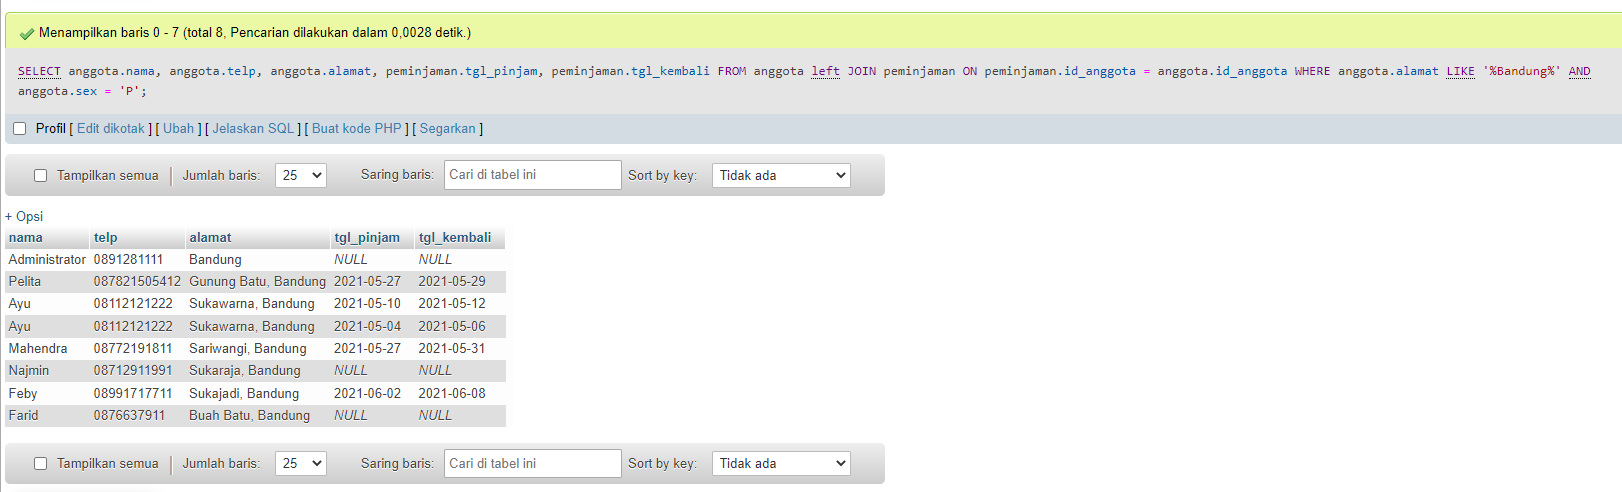 Menampilkan baris 0 - 7 (total 8, Pencarian dilakukan dalam 0,0028 detik.)
SELECT anggota.nama, anggota.telp, anggota.alamat, peminjaman.tgl_pinjam, peminjaman.tgl_kembali FROM anggota left JOIN peminjaman ON peminjaman.id_anggota = anggota.id_anggota WHERE anggota.alamat LIKE '%Bandung%' AND
anggota.sex = 'P';
Profil [ Edit dikotak ] [ Ubah ] [ Jelaskan SQL ] [ Buat kode PHP ] [ Segarkan ]
Tampilkan semua Jumlah baris: 25 Saring baris: Cari di tabel ini Sort by key: Tidak ada
+ Opsi
nama telp alamat tgl_pinjam tgl_kembali
Administrator 0891281111 Bandung NULL NULL
Pelita 087821505412 Gunung Batu, Bandung 2021-05-27 2021-05-29
Ayu 08112121222 Sukawarna, Bandung 2021-05-10 2021-05-12
Ayu 08112121222 Sukawarna, Bandung 2021-05-04 2021-05-06
Mahendra 08772191811 Sariwangi, Bandung 2021-05-27 2021-05-31
Najmin 08712911991 Sukaraja, Bandung NULL NULL
Feby 08991717711 Sukajadi, Bandung 2021-06-02 2021-06-08
Farid 0876637911 Buah Batu, Bandung NULL NULL
Tampilkan semua Jumlah baris: 25 Saring baris: Cari di tabel ini Sort by key: Tidak ada